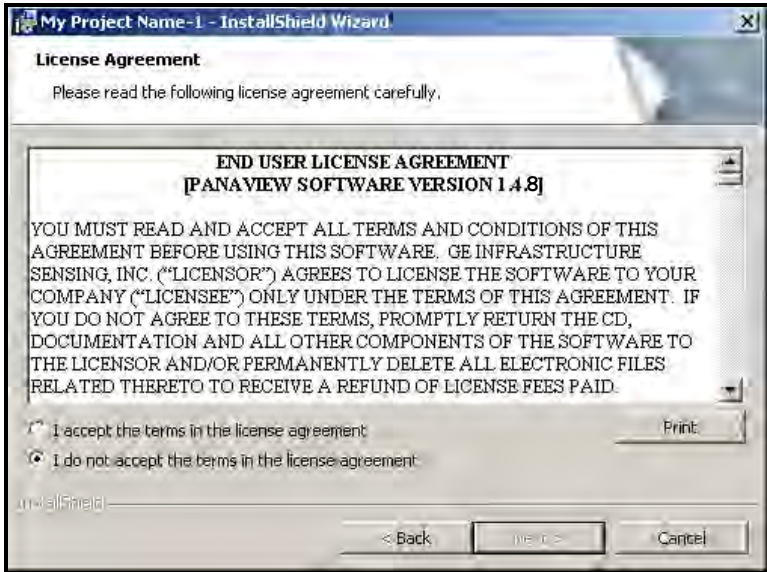 My Project Name-1 - InstallShield Wizard
License Agreement
Please read the following license agreement carefully.
END USER LICENSE AGREEMENT
[PANAVIEW SOFTWARE VERSION 1.4.8]
YOU MUST READ AND ACCEPT ALL TERMS AND CONDITIONS OF THIS
AGREEMENT BEFORE USING THIS SOFTWARE. GE INFRASTRUCTURE
SENSING, INC. ("LICENSOR") AGREES TO LICENSE THE SOFTWARE TO YOUR
COMPANY ("LICENSEE") ONLY UNDER THE TERMS OF THIS AGREEMENT. IF
YOU DO NOT AGREE TO THESE TERMS, PROMPTLY RETURN THE CD,
DOCUMENTATION AND ALL OTHER COMPONENTS OF THE SOFTWARE TO
THE LICENSOR AND/OR PERMANENTLY DELETE ALL ELECTRONIC FILES
RELATED THERETO TO RECEIVE A REFUND OF LICENSE FEES PAID.
I accept the terms in the license agreement
Print
I do not accept the terms in the license agreement
InstallShield
< Back
Next >
Cancel